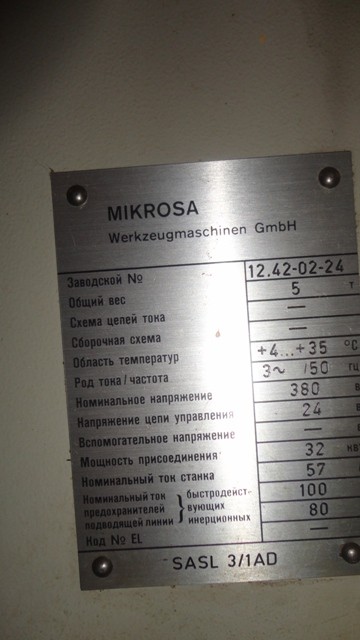 MIKROSA
Werkzeugmaschinen GmbH
Заводской № 12.42-02-24
Общий вес 5 т
Схема цепей тока —
Сборочная схема —
Область температур +4...+35 °C
Род тока / частота 3~ /50 гц
Номинальное напряжение 380 в
Напряжение цепи управления 24 в
Вспомогательное напряжение —
Мощность присоединения 32
Номинальный ток станка 57
Номинальный ток } быстродейст- 100
предохранителей вующих
подводящей линии инерционных 80
Код № EL —
SASL 3/1AD